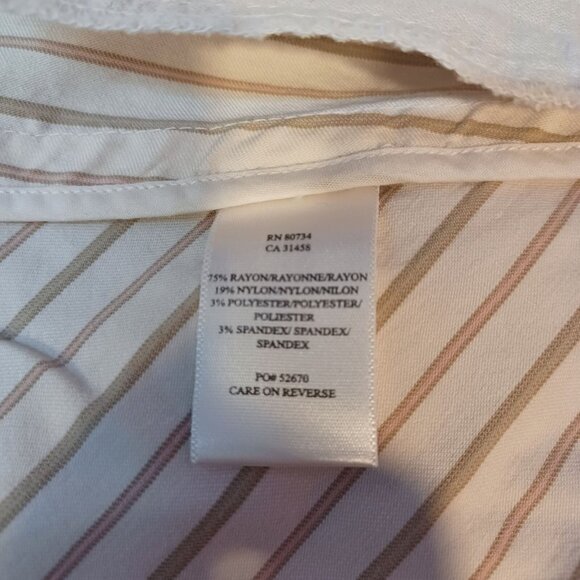 RN 80734
CA 31458
75% RAYON/RAYONNE/RAYON
19% NYLON/NYLON/NILON
3% POLYESTER/POLYESTER/
POLIESTER
3% SPANDEX/ SPANDEX/
SPANDEX
PO# 52670
CARE ON REVERSE